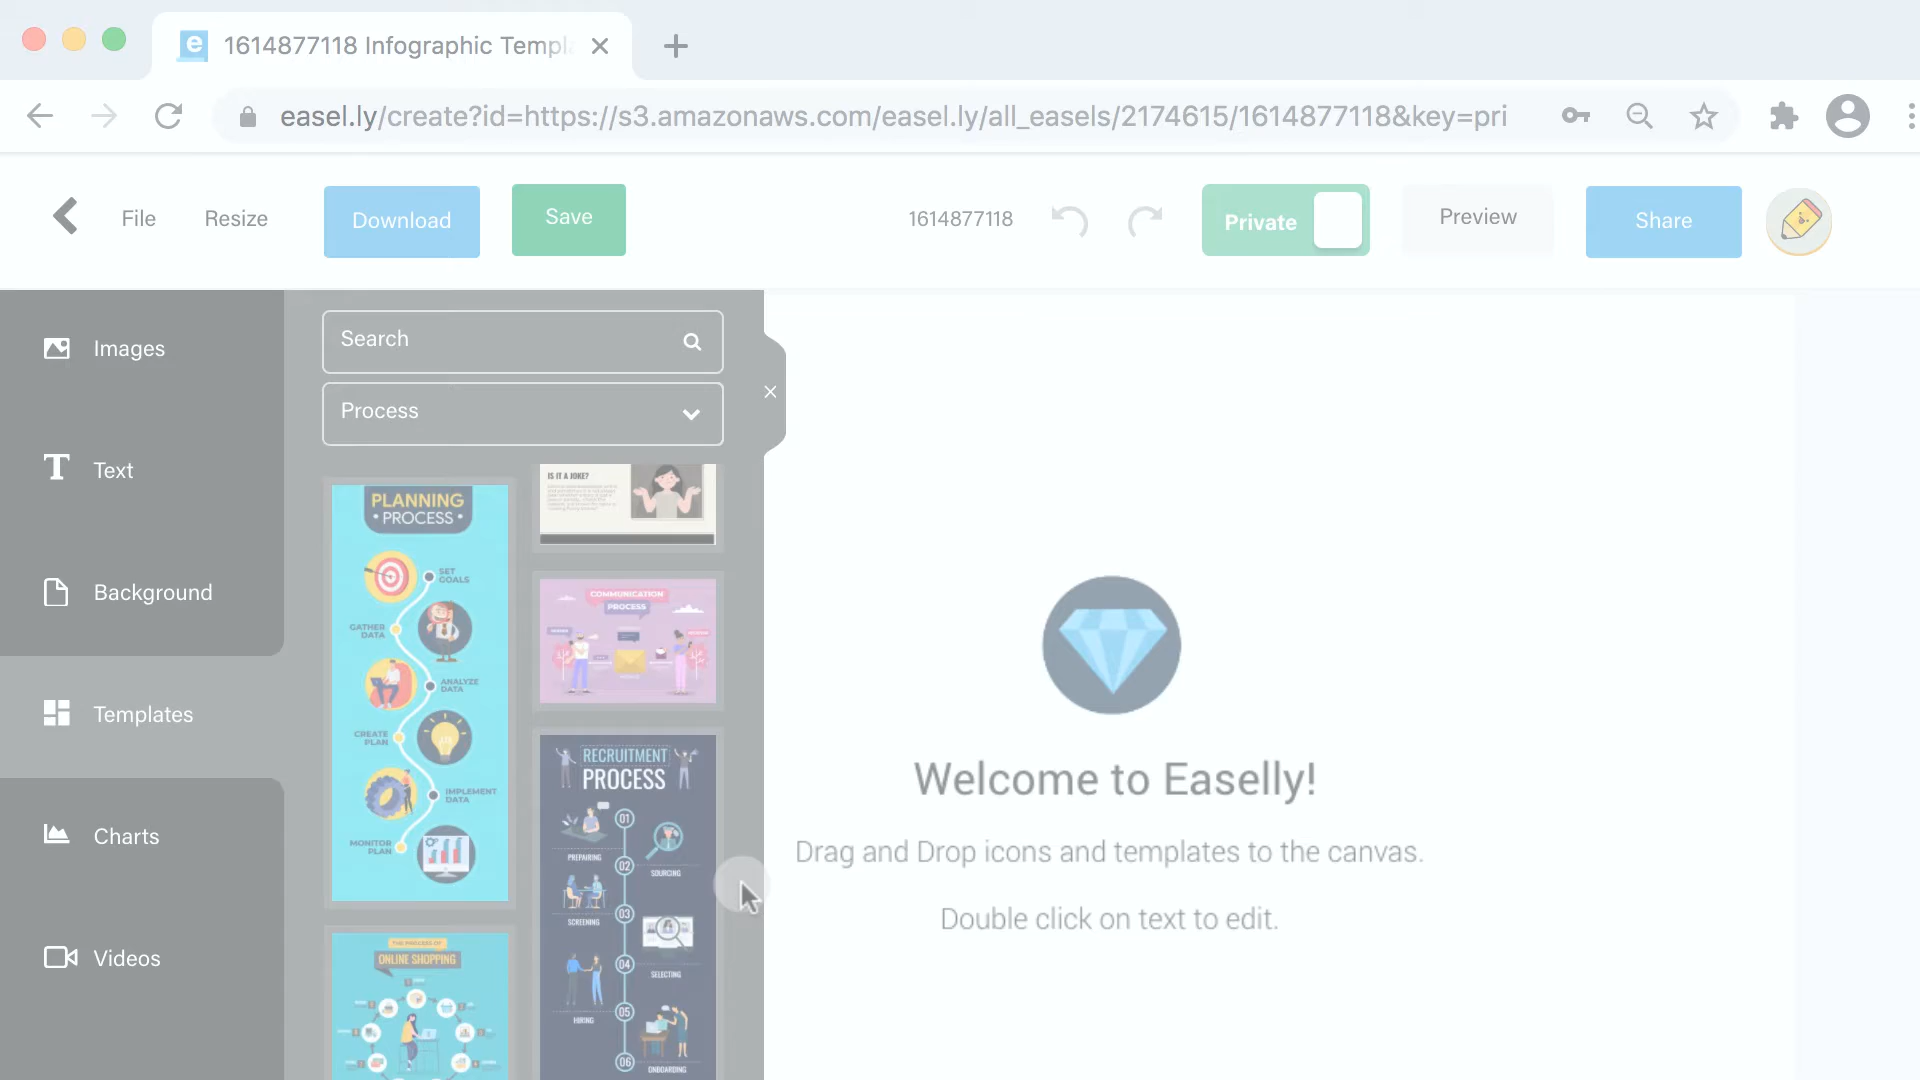 1614877118 Infographic Templa
easel.ly/create?id=https://s3.amazonaws.com/easel.ly/all_easels/2174615/1614877118&key=pri
File
Resize
Download
Save
1614877118
Private
Preview
Share
Images
Text
Background
Templates
Charts
Videos
Search
Process
PLANNING
• PROCESS •
SET
GOALS
GATHER
DATA
ANALYZE
DATA
CREATE
PLAN
IMPLEMENT
DATA
MONITOR
PLAN
THE PROCESS OF
ONLINE SHOPPING
IS IT A JOKE?
COMMUNICATION
PROCESS
RECRUITMENT
PROCESS
01
PREPARING
02
SOURCING
03
SCREENING
04
SELECTING
05
HIRING
06
ONBOARDING
Welcome to Easelly!
Drag and Drop icons and templates to the canvas.
Double click on text to edit.